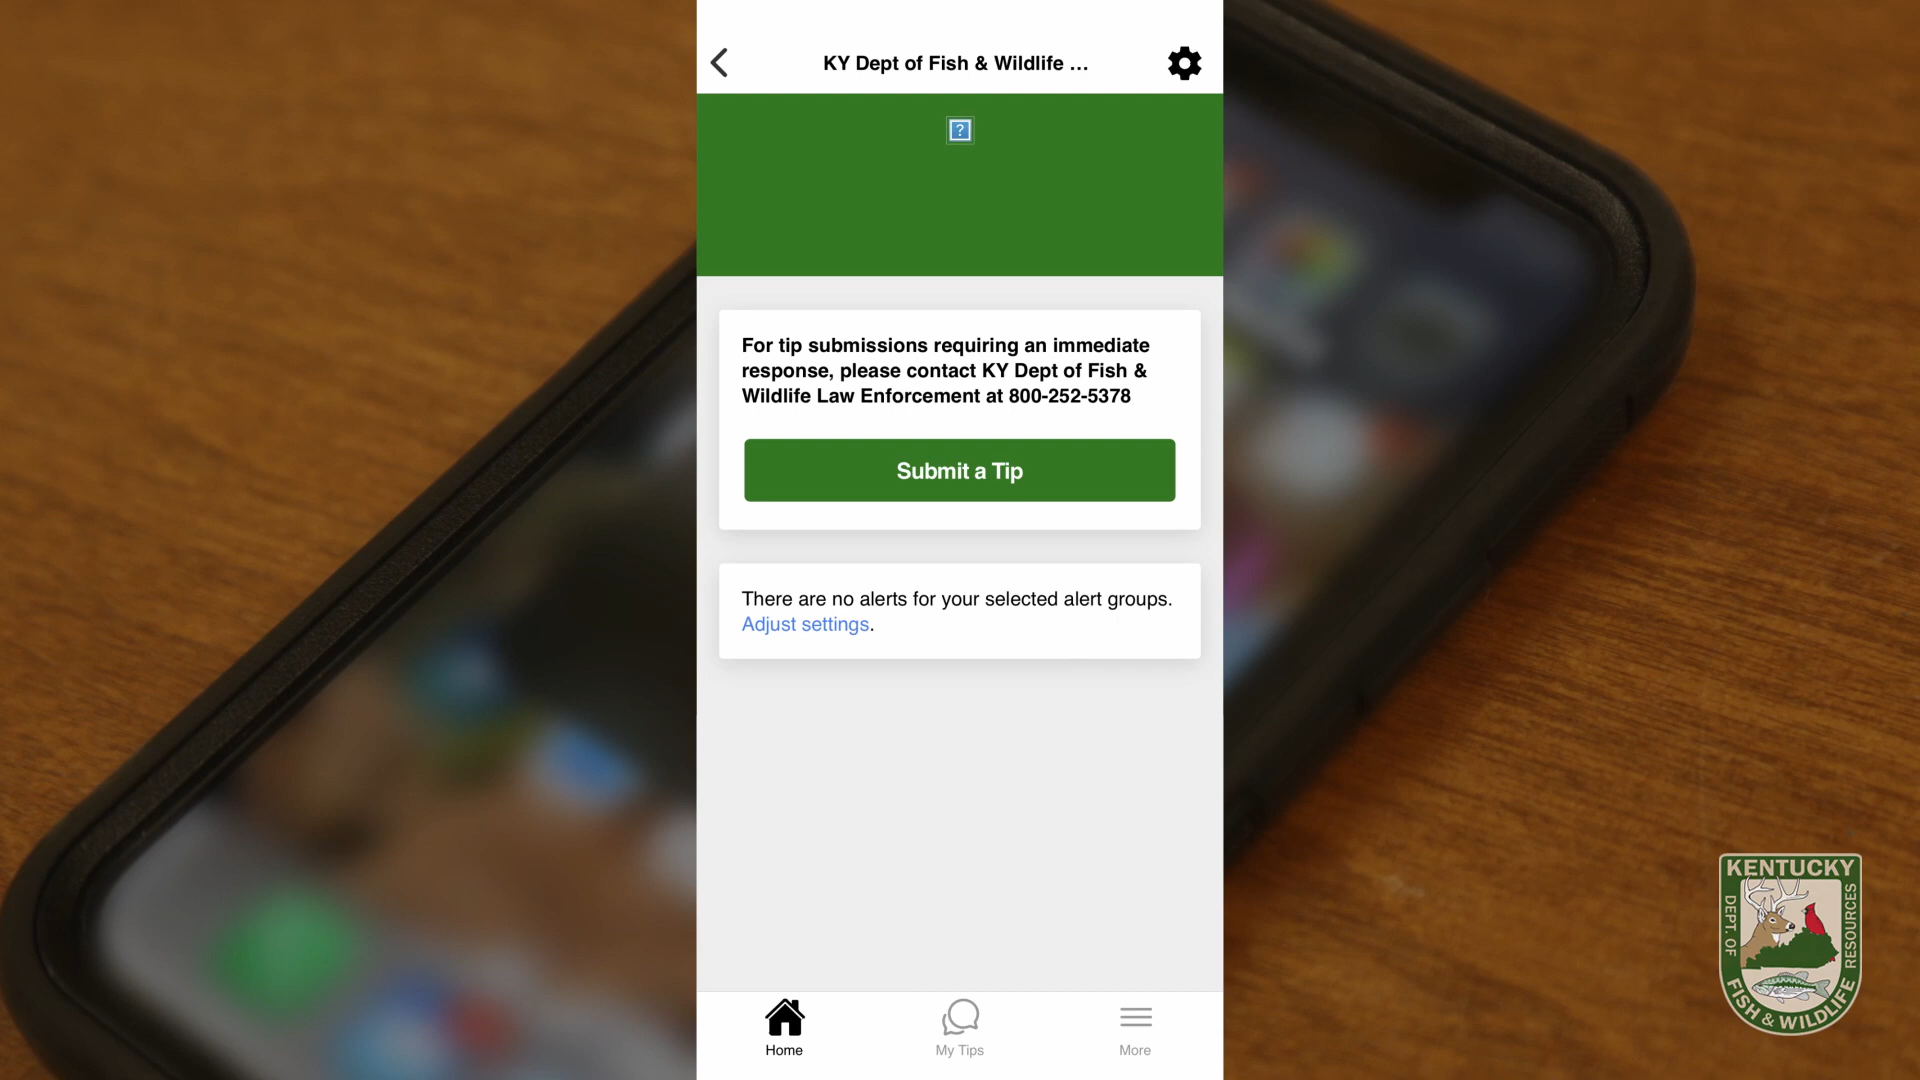 KY Dept of Fish & Wildlife ...
?
For tip submissions requiring an immediate
response, please contact KY Dept of Fish &
Wildlife Law Enforcement at 800-252-5378
Submit a Tip
There are no alerts for your selected alert groups.
Adjust settings.
Home
My Tips
More
KENTUCKY
DEPT. OF
FISH & WILDLIFE
RESOURCES